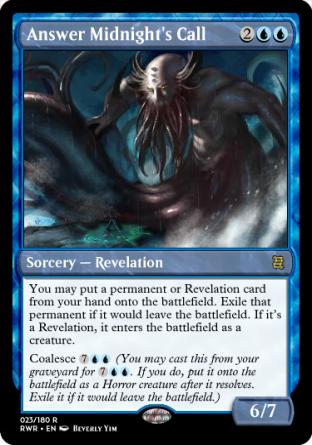 Answer Midnight's Call 2
Sorcery — Revelation
You may put a permanent or Revelation card
from your hand onto the battlefield. Exile that
permanent if it would leave the battlefield. If it's
a Revelation, it enters the battlefield as a
creature.
Coalesce 7 (You may cast this from your
graveyard for 7. If you do, put it onto the
battlefield as a Horror creature after it resolves.
Exile it if it would leave the battlefield.)
6/7
023/180 R
RWR • EN Beverly Yim